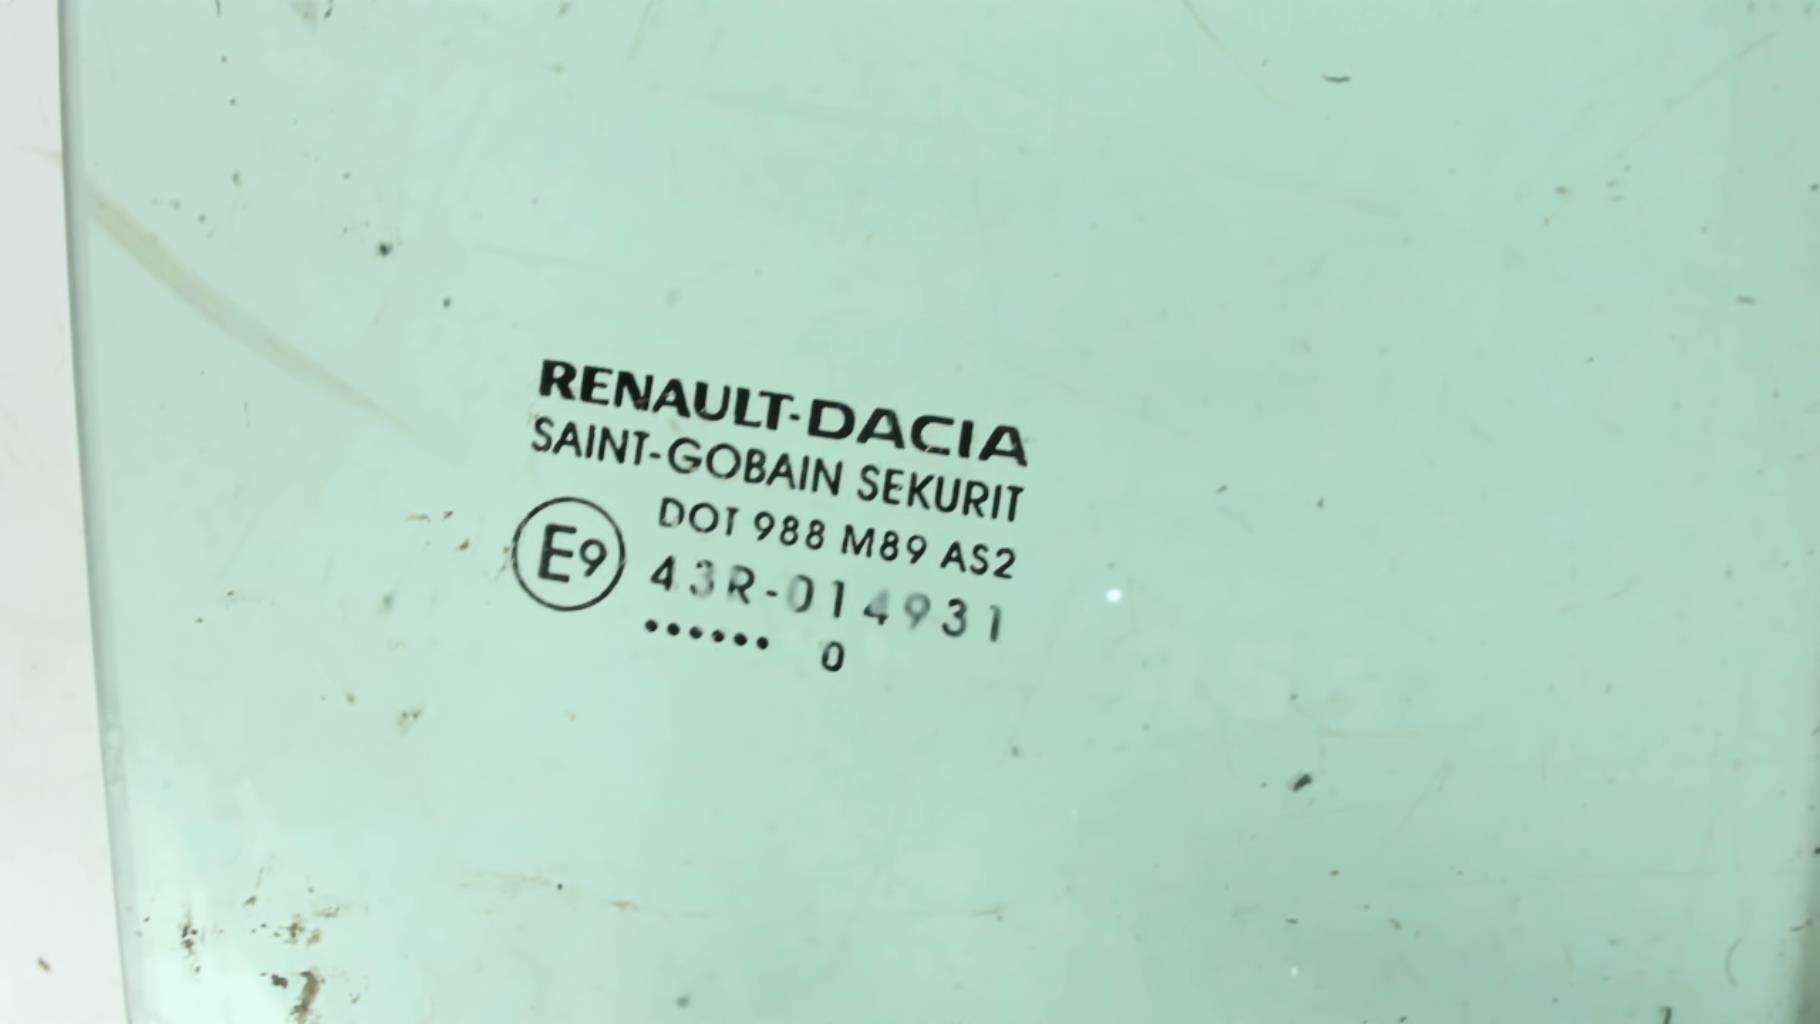 RENAULT-DACIA
SAINT-GOBAIN SEKURIT
DOT 988 M89 AS2
E9
43R-014931
...... 0